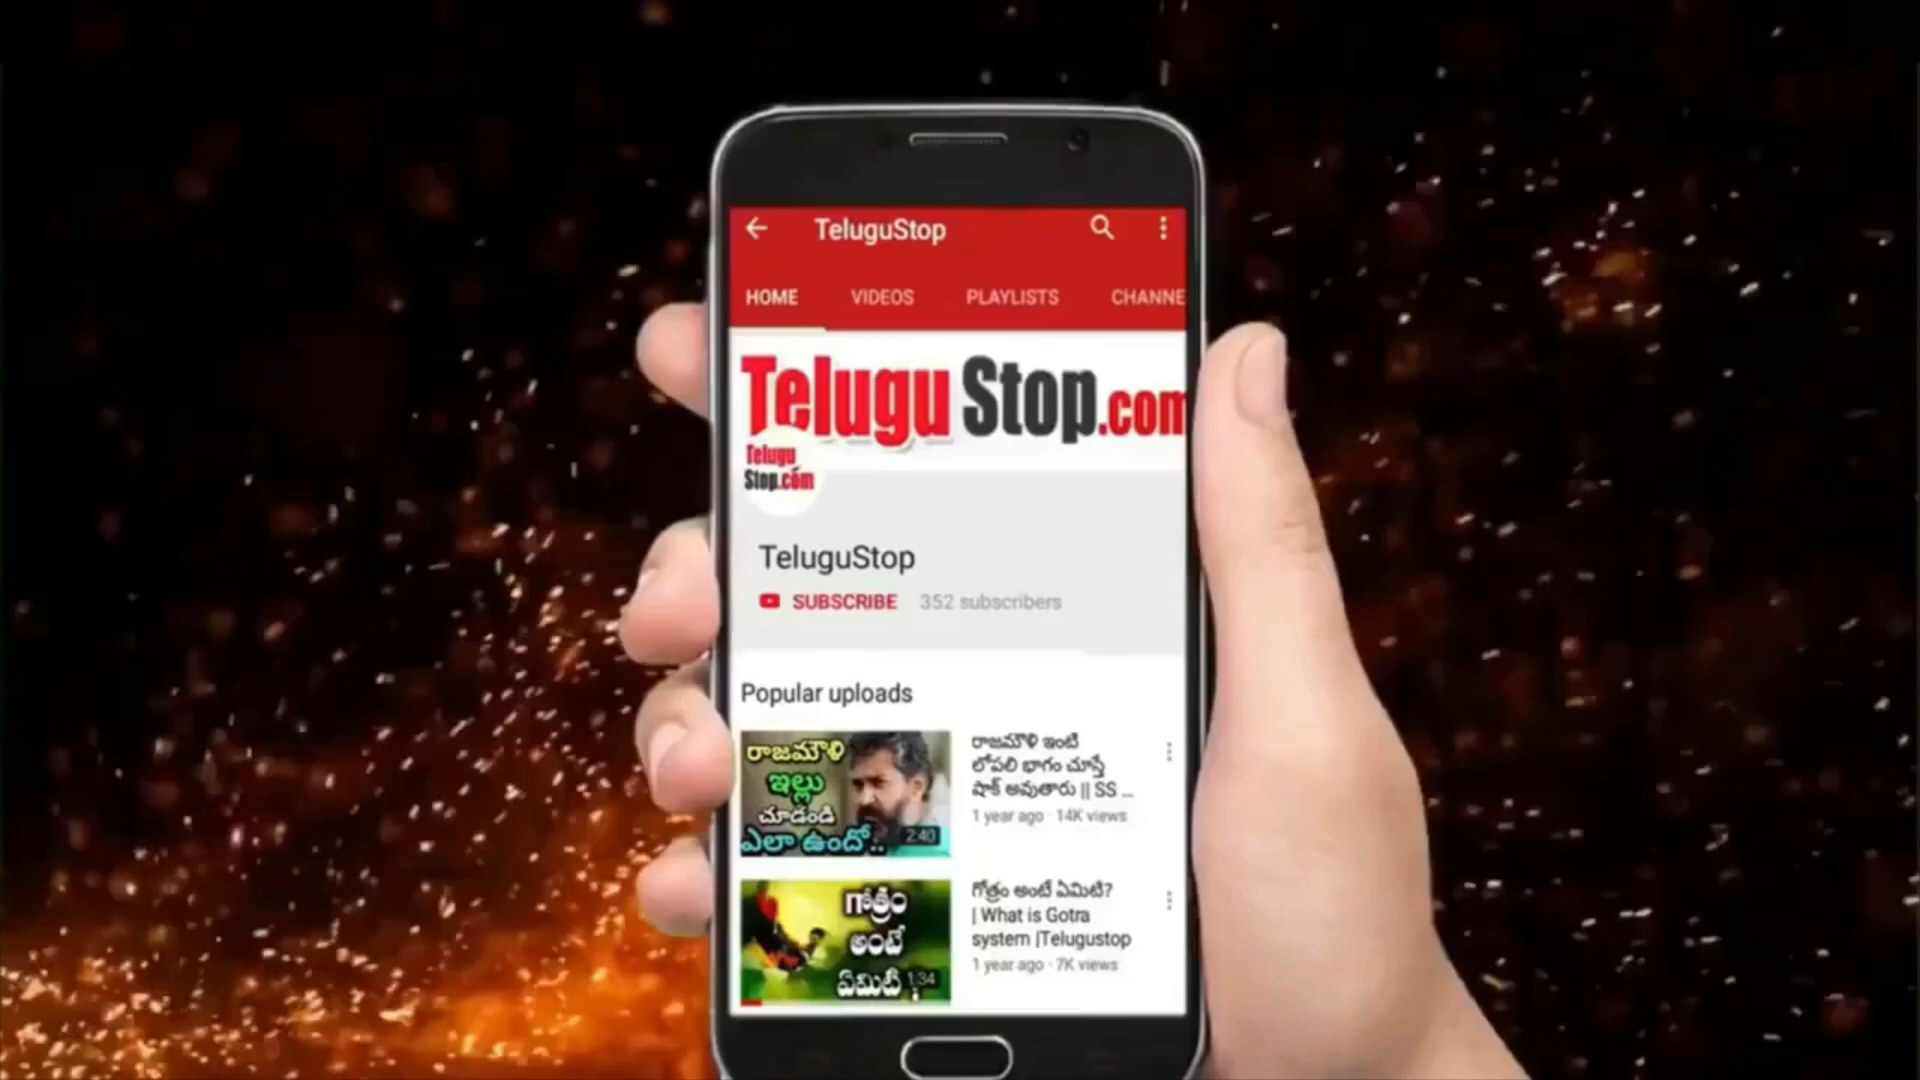 TeluguStop
HOME VIDEOS PLAYLISTS CHANNE
Telugu Stop.com
Telugu
Stop.com
TeluguStop
SUBSCRIBE 352 subscribers
Popular uploads
రాజమౌళి
ఇల్లు
చూడండి
ఎలా ఉందో..
2:40
రాజమౌళి ఇంటి
లోపలి భాగం చూస్తే
షాక్ అవుతారు || SS ...
1 year ago · 14K views
గోత్రం
అంటే
ఏమిటి
1:34
గోత్రం అంటే ఏమిటి?
| What is Gotra
system |Telugustop
1 year ago · 7K views